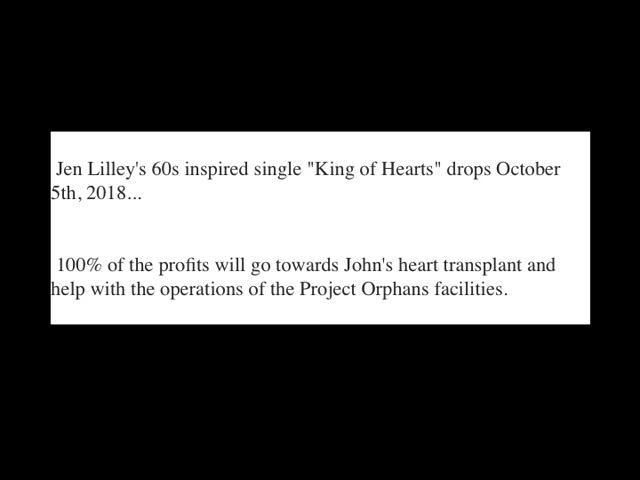 Jen Lilley's 60s inspired single "King of Hearts" drops October
5th, 2018...
100% of the profits will go towards John's heart transplant and
help with the operations of the Project Orphans facilities.